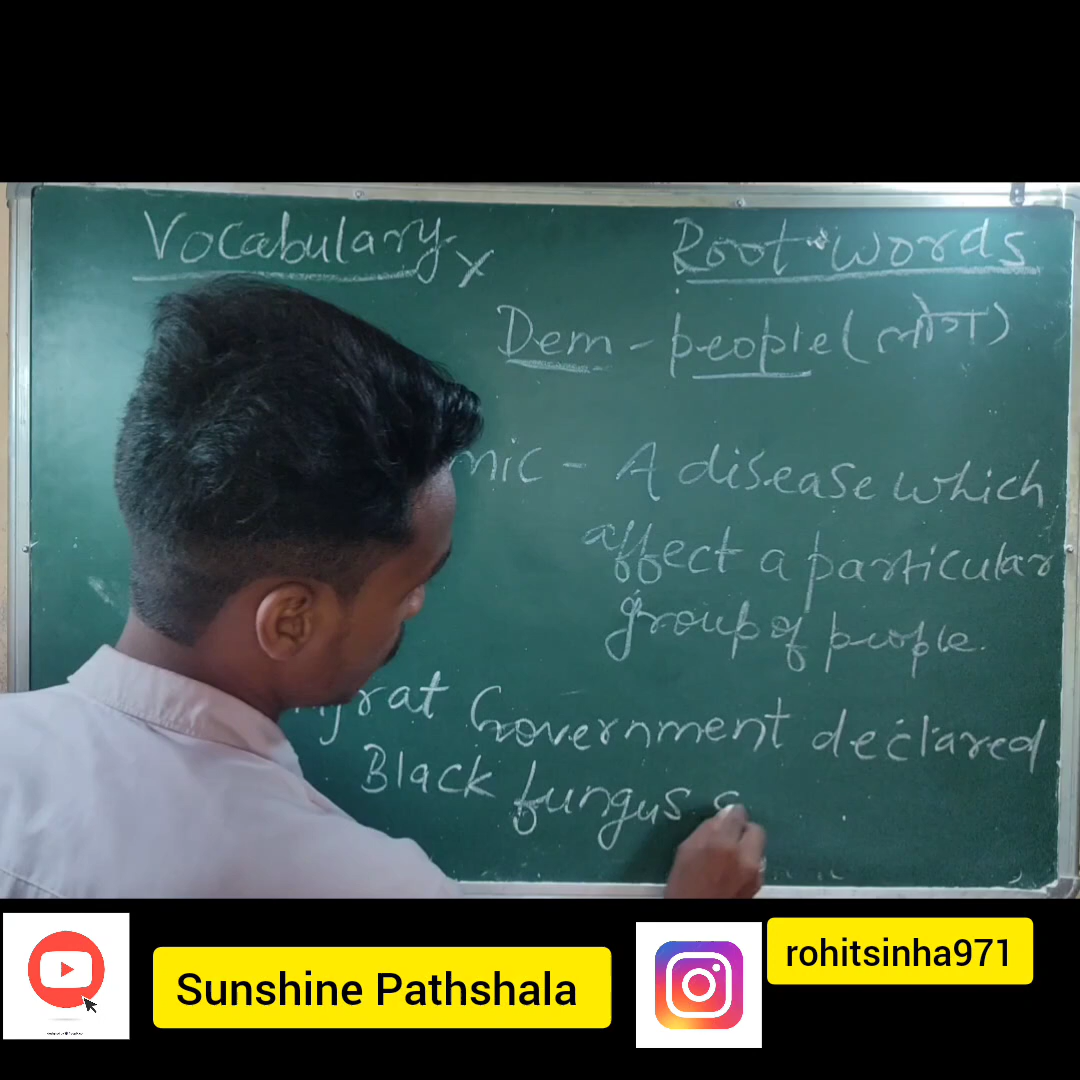 Vocabulary Root words
Dem - people (लोग)
mic - A disease which
affect a particular
group of people.
jrat Government declared
Black fungus
Sunshine Pathshala
rohitsinha971